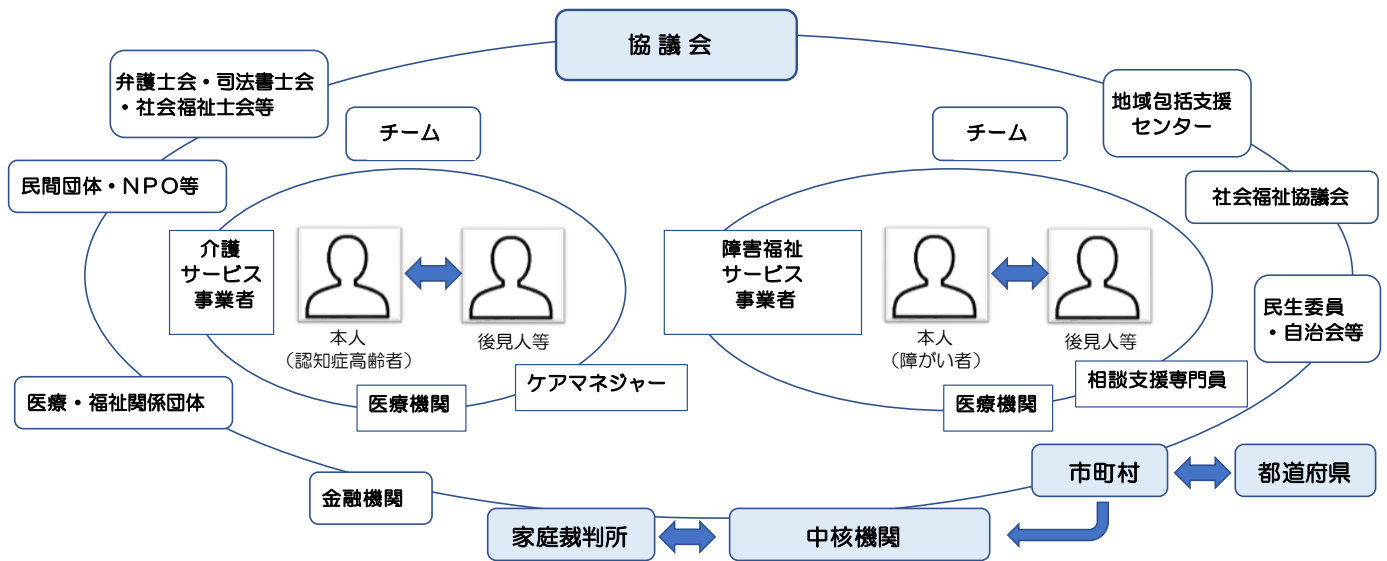 協議会
弁護士会・司法書士会
・社会福祉士会等
地域包括支援
センター
チーム
チーム
民間団体・NPO等
社会福祉協議会
介護
サービス
事業者
障害福祉
サービス
事業者
本人
(認知症高齢者)
後見人等
本人
(障がい者)
後見人等
民生委員
・自治会等
ケアマネジャー
相談支援専門員
医療・福祉関係団体
医療機関
医療機関
市町村
都道府県
金融機関
家庭裁判所
中核機関